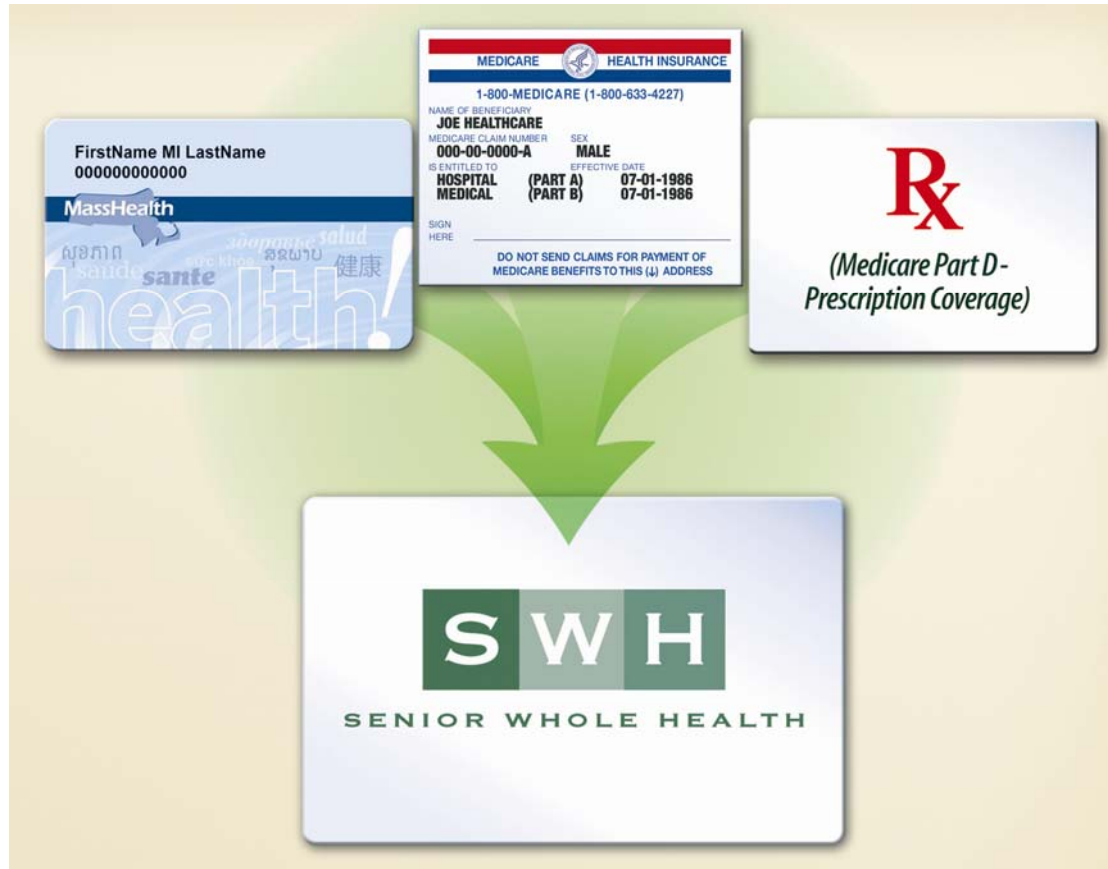 FirstName MI LastName
000000000000
MassHealth
salud
saude
sante
健康
health!
MEDICARE HEALTH INSURANCE
1-800-MEDICARE (1-800-633-4227)
NAME OF BENEFICIARY
JOE HEALTHCARE
MEDICARE CLAIM NUMBER SEX
000-00-0000-A MALE
IS ENTITLED TO EFFECTIVE DATE
HOSPITAL (PART A) 07-01-1986
MEDICAL (PART B) 07-01-1986
SIGN
HERE
DO NOT SEND CLAIMS FOR PAYMENT OF
MEDICARE BENEFITS TO THIS (↓) ADDRESS
Rx
(Medicare Part D-
Prescription Coverage)
SWH
SENIOR WHOLE HEALTH